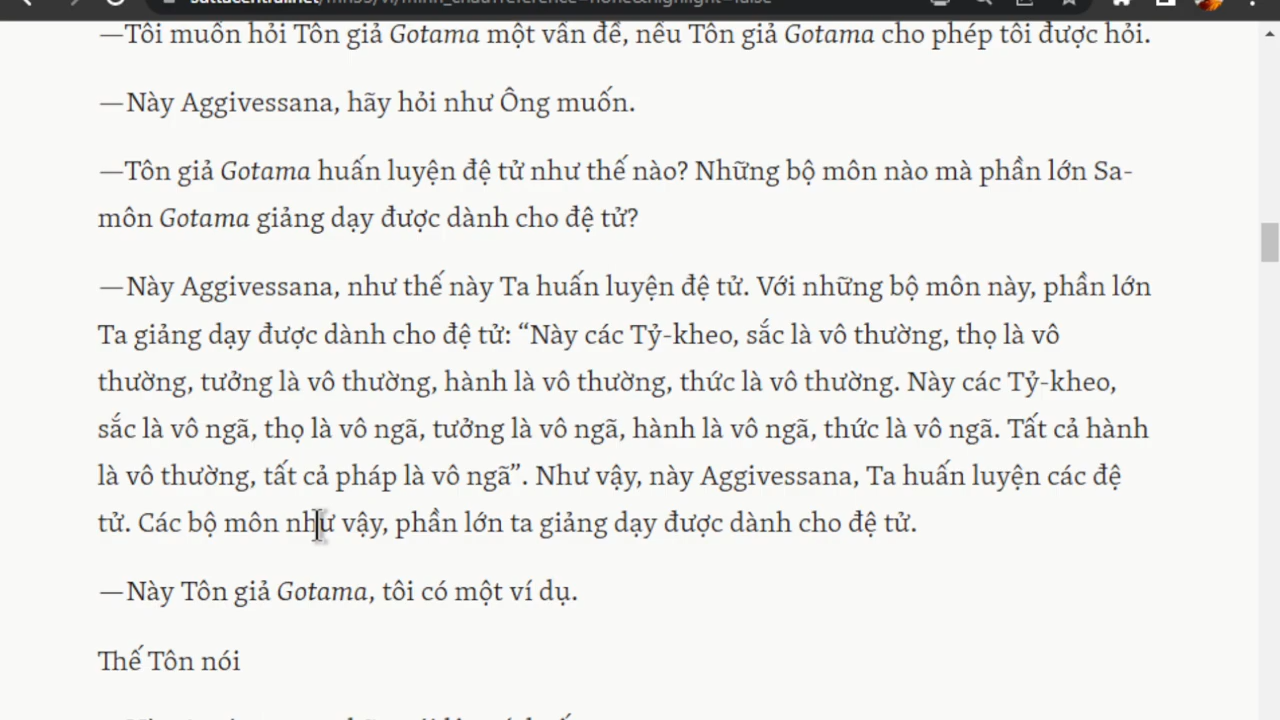 —Tôi muốn hỏi Tôn giả Gotama một vấn đề, nếu Tôn giả Gotama cho phép tôi được hỏi.
—Này Aggivessana, hãy hỏi như Ông muốn.
—Tôn giả Gotama huấn luyện đệ tử như thế nào? Những bộ môn nào mà phần lớn Sa-
môn Gotama giảng dạy được dành cho đệ tử?
—Này Aggivessana, như thế này Ta huấn luyện đệ tử. Với những bộ môn này, phần lớn
Ta giảng dạy được dành cho đệ tử: “Này các Tỷ-kheo, sắc là vô thường, thọ là vô
thường, tưởng là vô thường, hành là vô thường, thức là vô thường. Này các Tỷ-kheo,
sắc là vô ngã, thọ là vô ngã, tưởng là vô ngã, hành là vô ngã, thức là vô ngã. Tất cả hành
là vô thường, tất cả pháp là vô ngã”. Như vậy, này Aggivessana, Ta huấn luyện các đệ
tử. Các bộ môn như vậy, phần lớn ta giảng dạy được dành cho đệ tử.
—Này Tôn giả Gotama, tôi có một ví dụ.
Thế Tôn nói